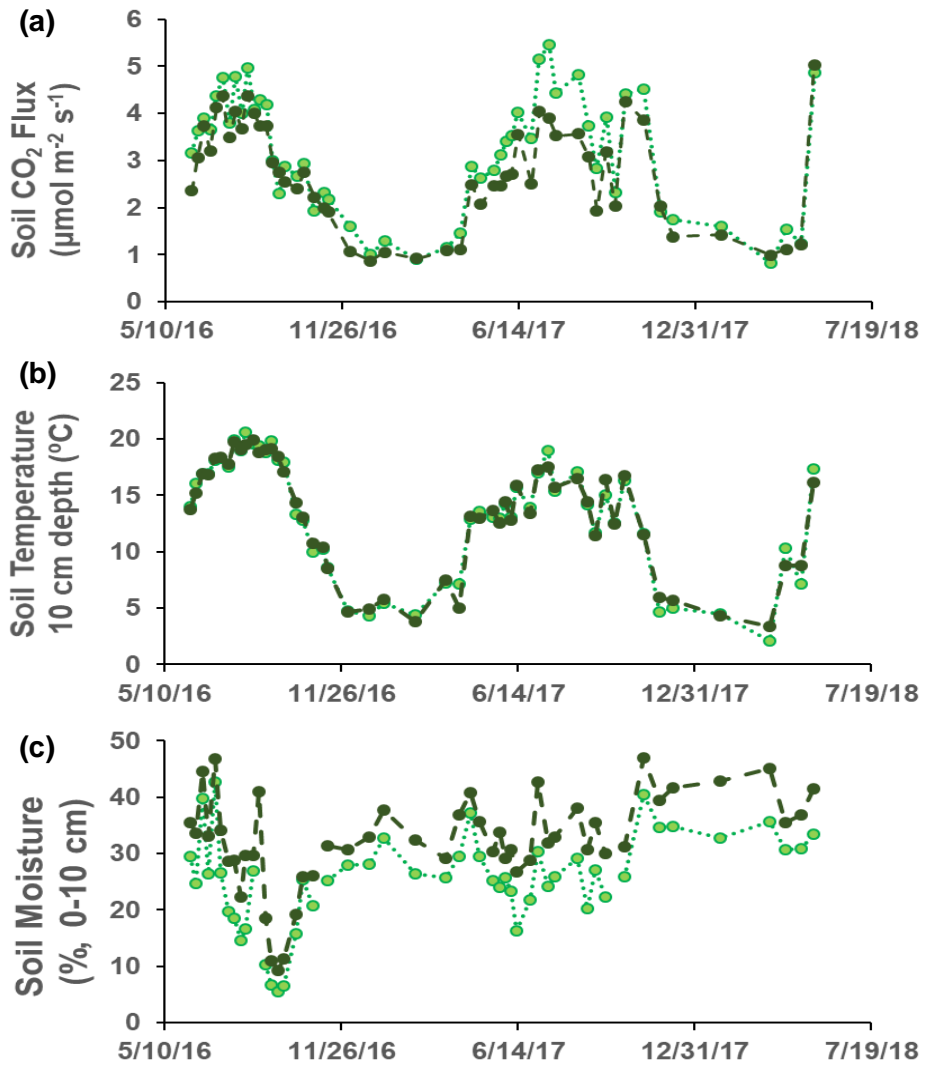 (a)
Soil CO2 Flux
(µmol m-2 s-1)
6
5
4
3
2
1
0
5/10/16 11/26/16 6/14/17 12/31/17 7/19/18
(b)
Soil Temperature
10 cm depth (ºC)
25
20
15
10
5
0
5/10/16 11/26/16 6/14/17 12/31/17 7/19/18
(c)
Soil Moisture
(%, 0-10 cm)
50
40
30
20
10
0
5/10/16 11/26/16 6/14/17 12/31/17 7/19/18